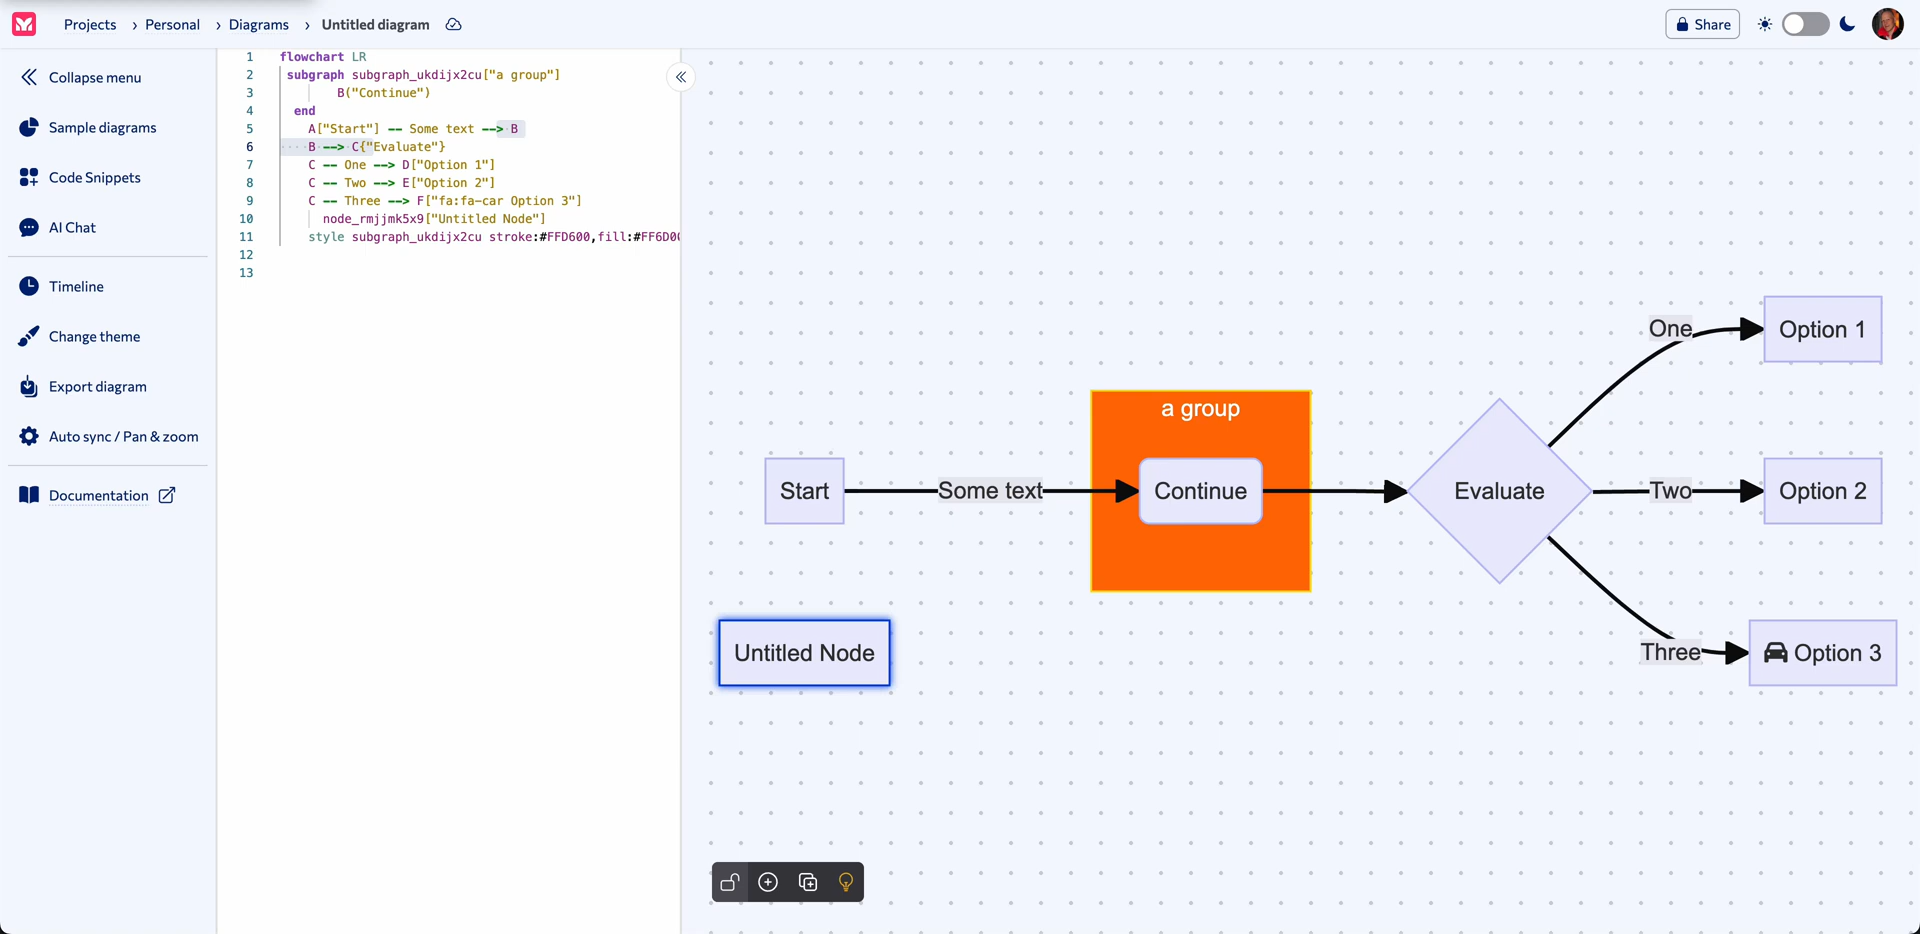 Projects › Personal › Diagrams › Untitled diagram
Share
Collapse menu
Sample diagrams
Code Snippets
AI Chat
Timeline
Change theme
Export diagram
Auto sync / Pan & zoom
Documentation
1 flowchart LR
2 subgraph subgraph_ukdijx2cu["a group"]
3 B("Continue")
4 end
5 A["Start"] -- Some text --> B
6 B --> C{"Evaluate"}
7 C -- One --> D["Option 1"]
8 C -- Two --> E["Option 2"]
9 C -- Three --> F["fa:fa-car Option 3"]
10 node_rmjjmk5x9["Untitled Node"]
11 style subgraph_ukdijx2cu stroke:#FFD600,fill:#FF6D00
12
13
One
Option 1
a group
Start
Some text
Continue
Evaluate
Two
Option 2
Untitled Node
Three
Option 3